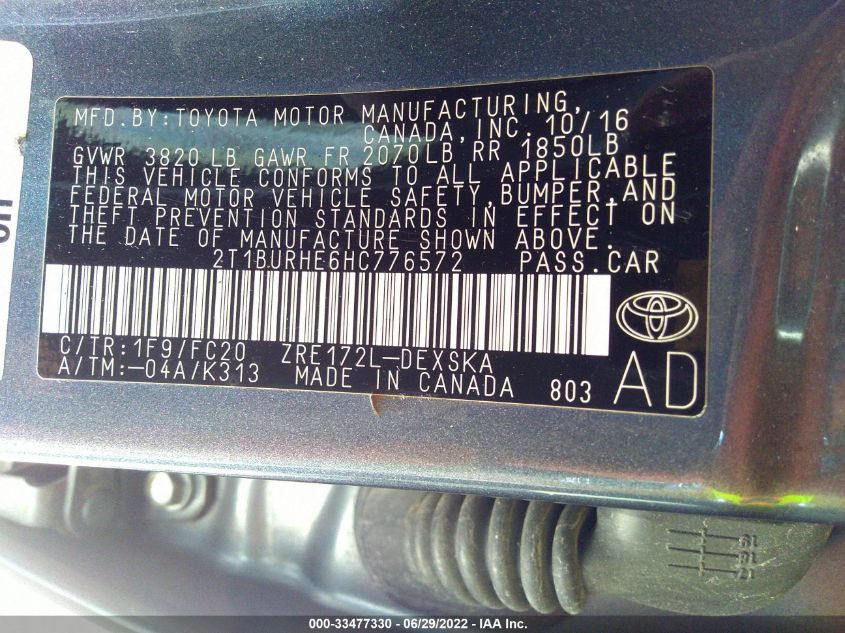 MFD.BY:TOYOTA MOTOR MANUFACTURING,
CANADA,INC. 10/16
GVWR 3820 LB GAWR FR 2070LB RR 1850LB
THIS VEHICLE CONFORMS TO ALL APPLICABLE
FEDERAL MOTOR VEHICLE SAFETY,BUMPER,AND
THEFT PREVENTION STANDARDS IN EFFECT ON
THE DATE OF MANUFACTURE SHOWN ABOVE.
2T1BURHE6HC776572 PASS.CAR
C/TR:1F9/FC20 ZRE172L-DEXSKA
A/TM:-04A/K313 MADE IN CANADA 803 AD
000-33477330 - 06/29/2022 - IAA Inc.